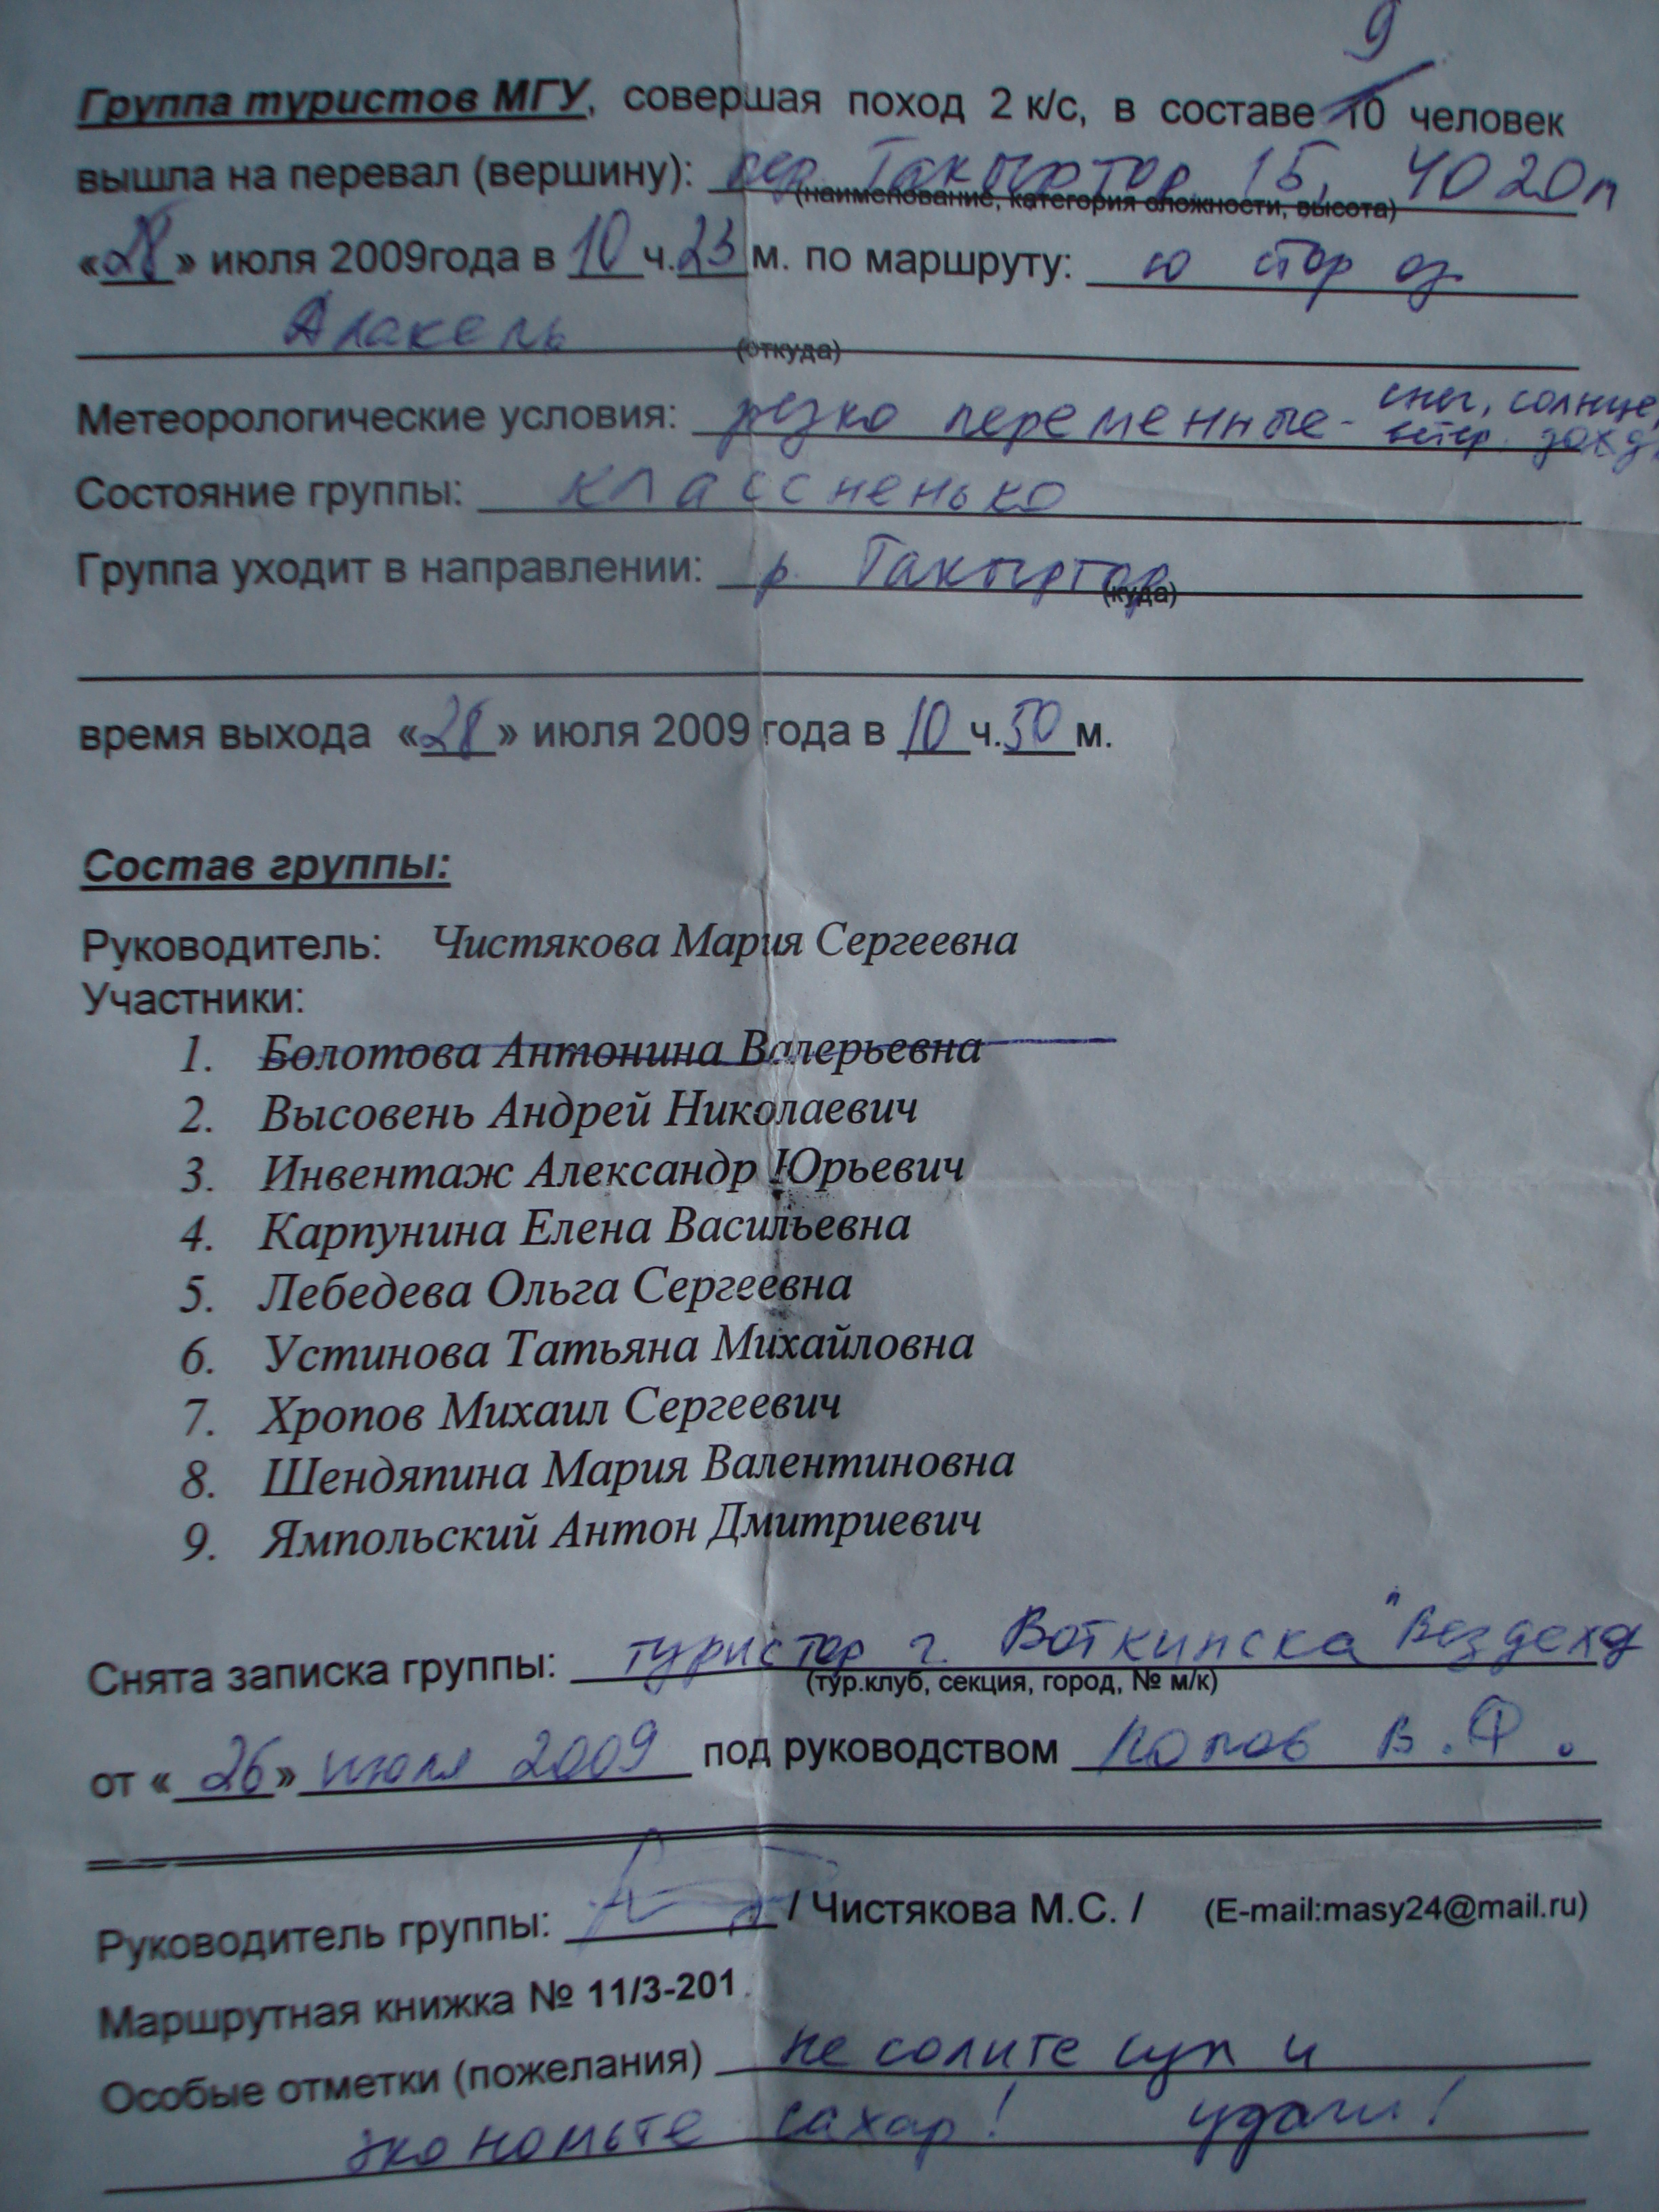 9
Группа туристов МГУ, совершая поход 2 к/с, в составе 10 человек
вышла на перевал (вершину): пер. Такыртор 1Б, 4020м
(наименование, категория сложности, высота)
«28» июля 2009года в 10 ч.23 м. по маршруту: ю стор оз
Алакель
(откуда)
Метеорологические условия: резко переменные - снег, солнце,
ветер, дождь
Состояние группы: классненько
Группа уходит в направлении: р. Такыртор
(куда)
время выхода «28» июля 2009 года в 10 ч.50 м.
Состав группы:
Руководитель: Чистякова Мария Сергеевна
Участники:
1. Болотова Антонина Валерьевна
2. Высовень Андрей Николаевич
3. Инвентаж Александр Юрьевич
4. Карпунина Елена Васильевна
5. Лебедева Ольга Сергеевна
6. Устинова Татьяна Михайловна
7. Хропов Михаил Сергеевич
8. Шендяпина Мария Валентиновна
9. Ямпольский Антон Дмитриевич
Снята записка группы: туристор г. Воткинска "Вездеход
(тур.клуб, секция, город, № м/к)
от «26» июля 2009 под руководством Попов В.Ф.
Руководитель группы: / Чистякова М.С. / (E-mail:masy24@mail.ru)
Маршрутная книжка № 11/3-201
Особые отметки (пожелания) не солите суп и
экономьте сахар! удачи!